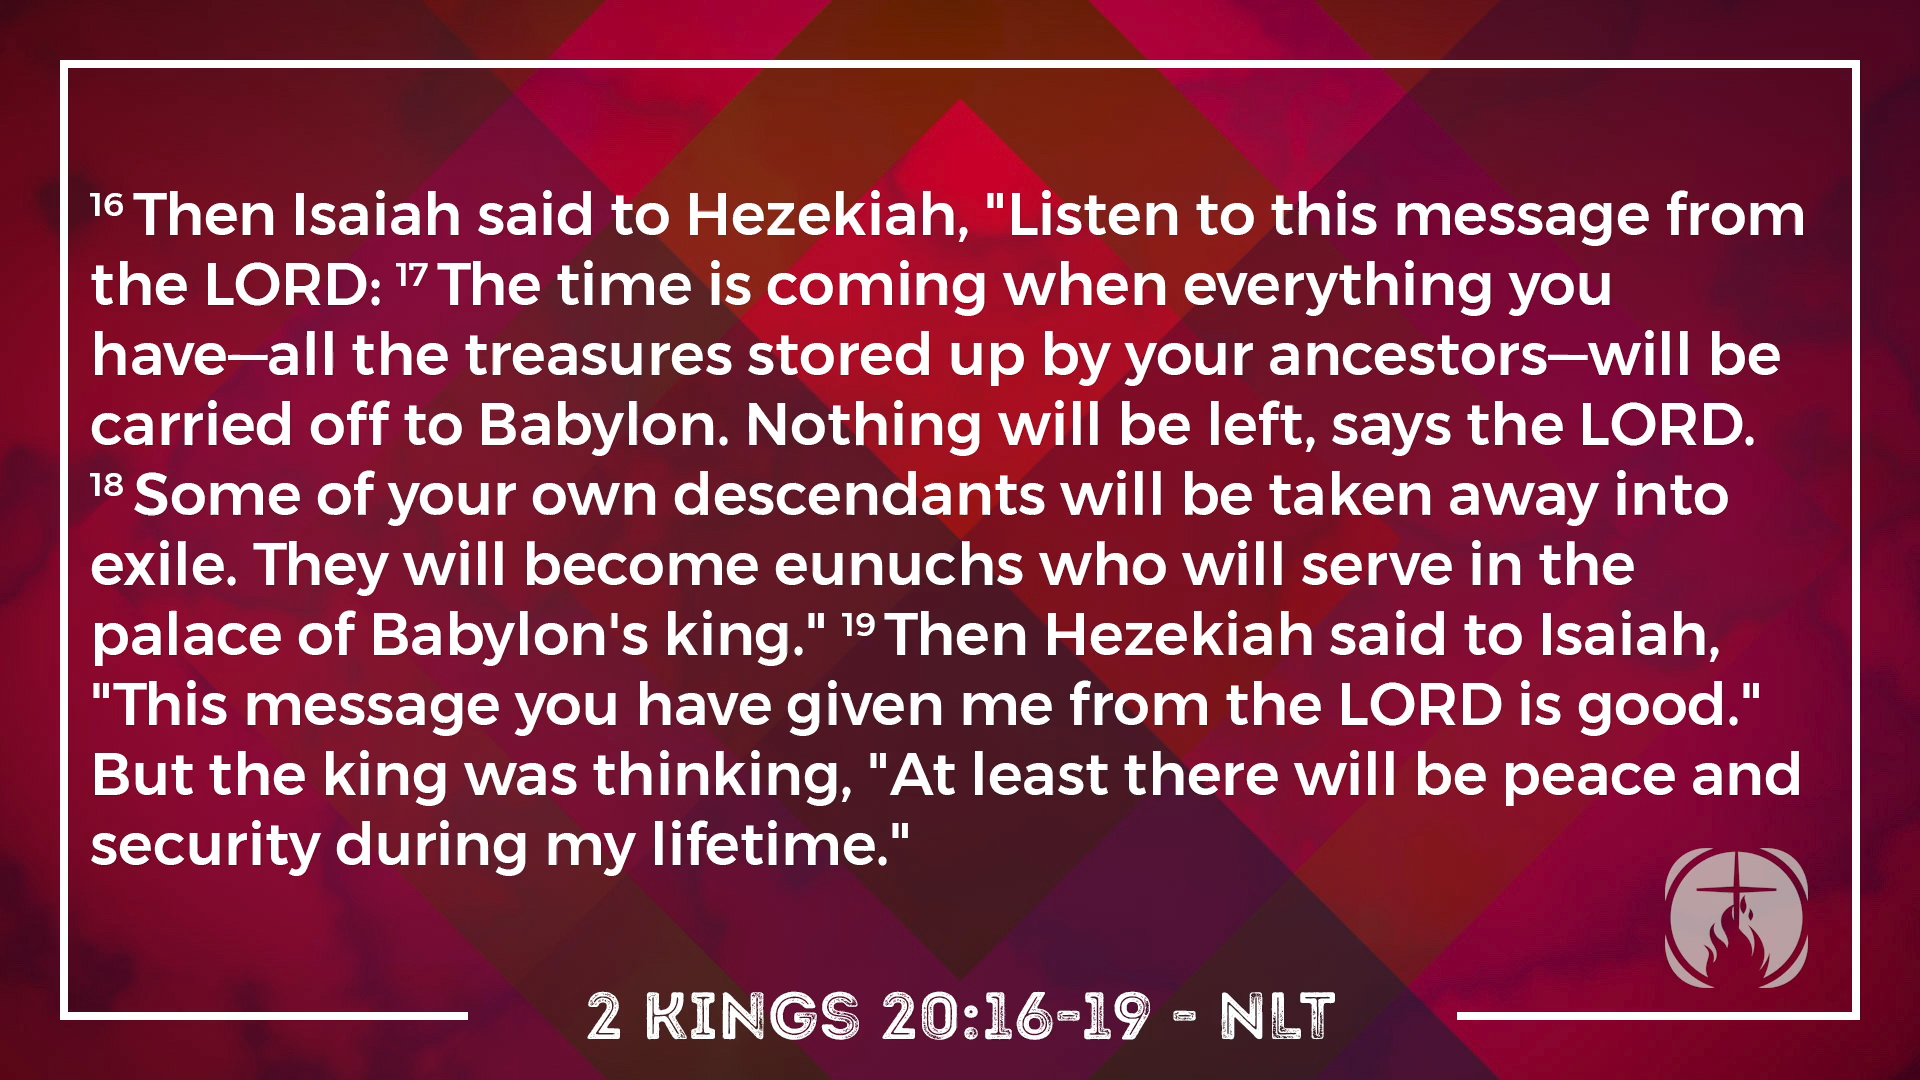 16 Then Isaiah said to Hezekiah, "Listen to this message from
the LORD: 17 The time is coming when everything you
have—all the treasures stored up by your ancestors—will be
carried off to Babylon. Nothing will be left, says the LORD.
18 Some of your own descendants will be taken away into
exile. They will become eunuchs who will serve in the
palace of Babylon's king." 19 Then Hezekiah said to Isaiah,
"This message you have given me from the LORD is good."
But the king was thinking, "At least there will be peace and
security during my lifetime."
2 KINGS 20:16-19 - NLT